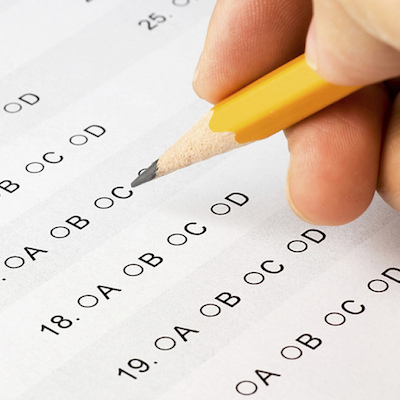 25.
D
B C D
A B C
18. A B C D
19. A B C D
A B C D